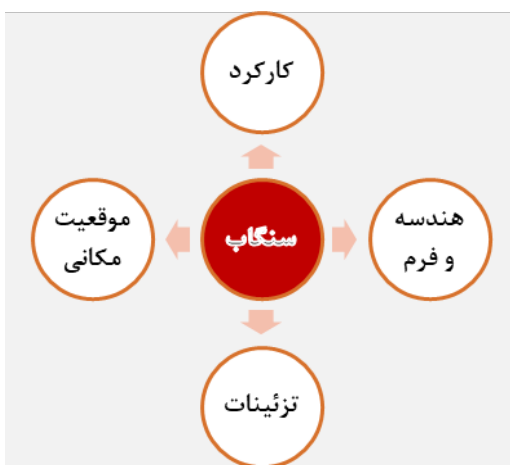 کارکرد
هندسه
و فرم
سنگاب
موقعیت
مکانی
تزئینات